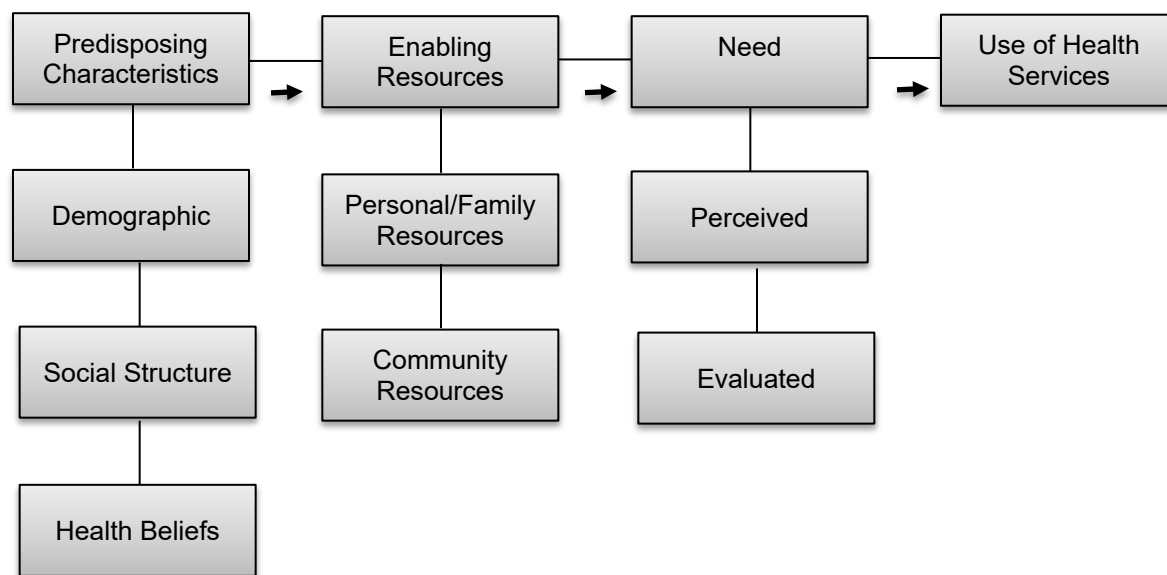 Predisposing
Characteristics
Enabling
Resources
Need
Use of Health
Services
Demographic
Personal/Family
Resources
Perceived
Social Structure
Community
Resources
Evaluated
Health Beliefs